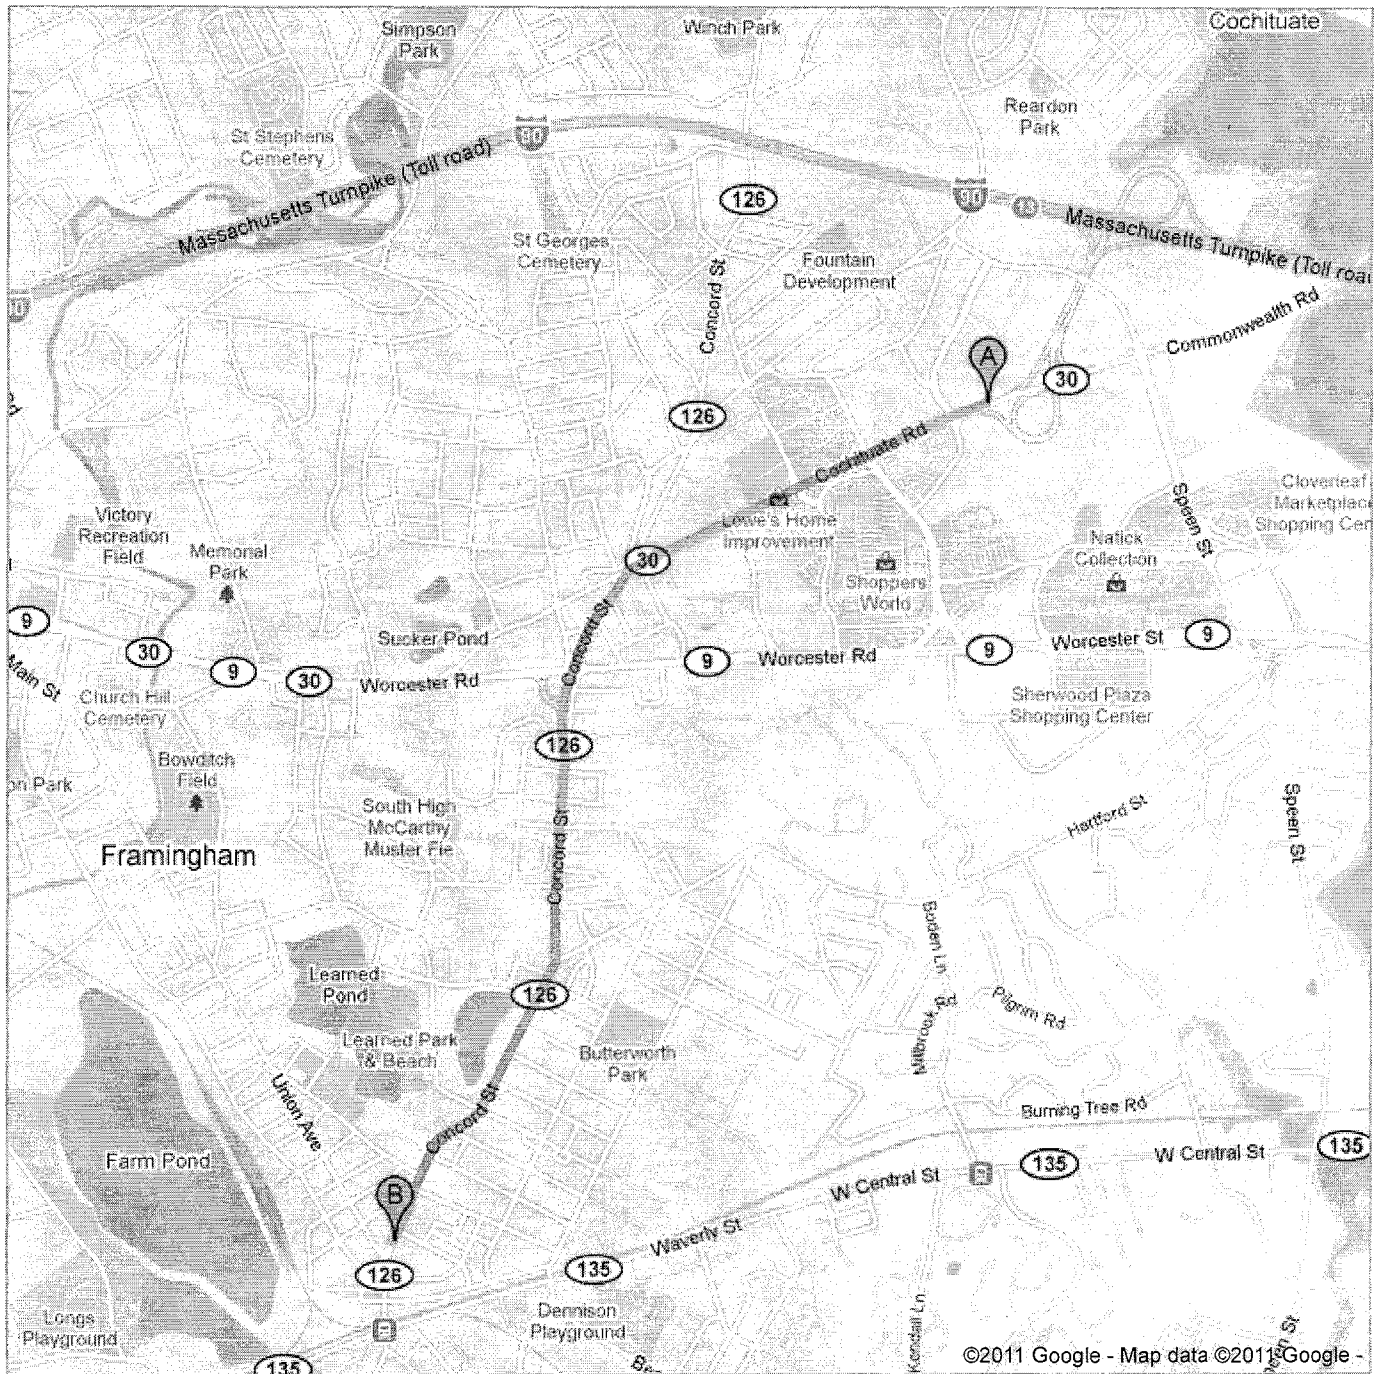 Simpson
Park
Winch Park
Cochituate
Reardon
Park
St Stephens
Cemetery
90
Massachusetts Turnpike (Toll road)
126
90
Massachusetts Turnpike (Toll road
St Georges
Cemetery
Fountain
Development
Concord St
Commonwealth Rd
A
30
126
Cochituate Rd
Cloverleaf
Marketplace
Shopping Cen
Speen St
Victory
Recreation
Field
Memorial
Park
Lowe's Home
Improvement
Natick
Collection
30
Shoppers
World
Concord St
9
30
9
30
Sucker Pond
Worcester Rd
9
Worcester Rd
9
Worcester St
9
Main St
Church Hill
Cemetery
Sherwood Plaza
Shopping Center
126
Bowditch
Field
on Park
South High
McCarthy
Muster Fie
Concord St
Hartford St
Speen St
Framingham
Boden Ln
Learned
Pond
126
Pilgrim Rd
Millbrook Rd
Learned Park
& Beach
Butterworth
Park
Union Ave
Concord St
Burning Tree Rd
Farm Pond
W Central St
135
W Central St
135
B
Waverly St
126
135
Longs
Playground
Dennison
Playground
Kendall Ln
135
©2011 Google - Map data ©2011 Google -